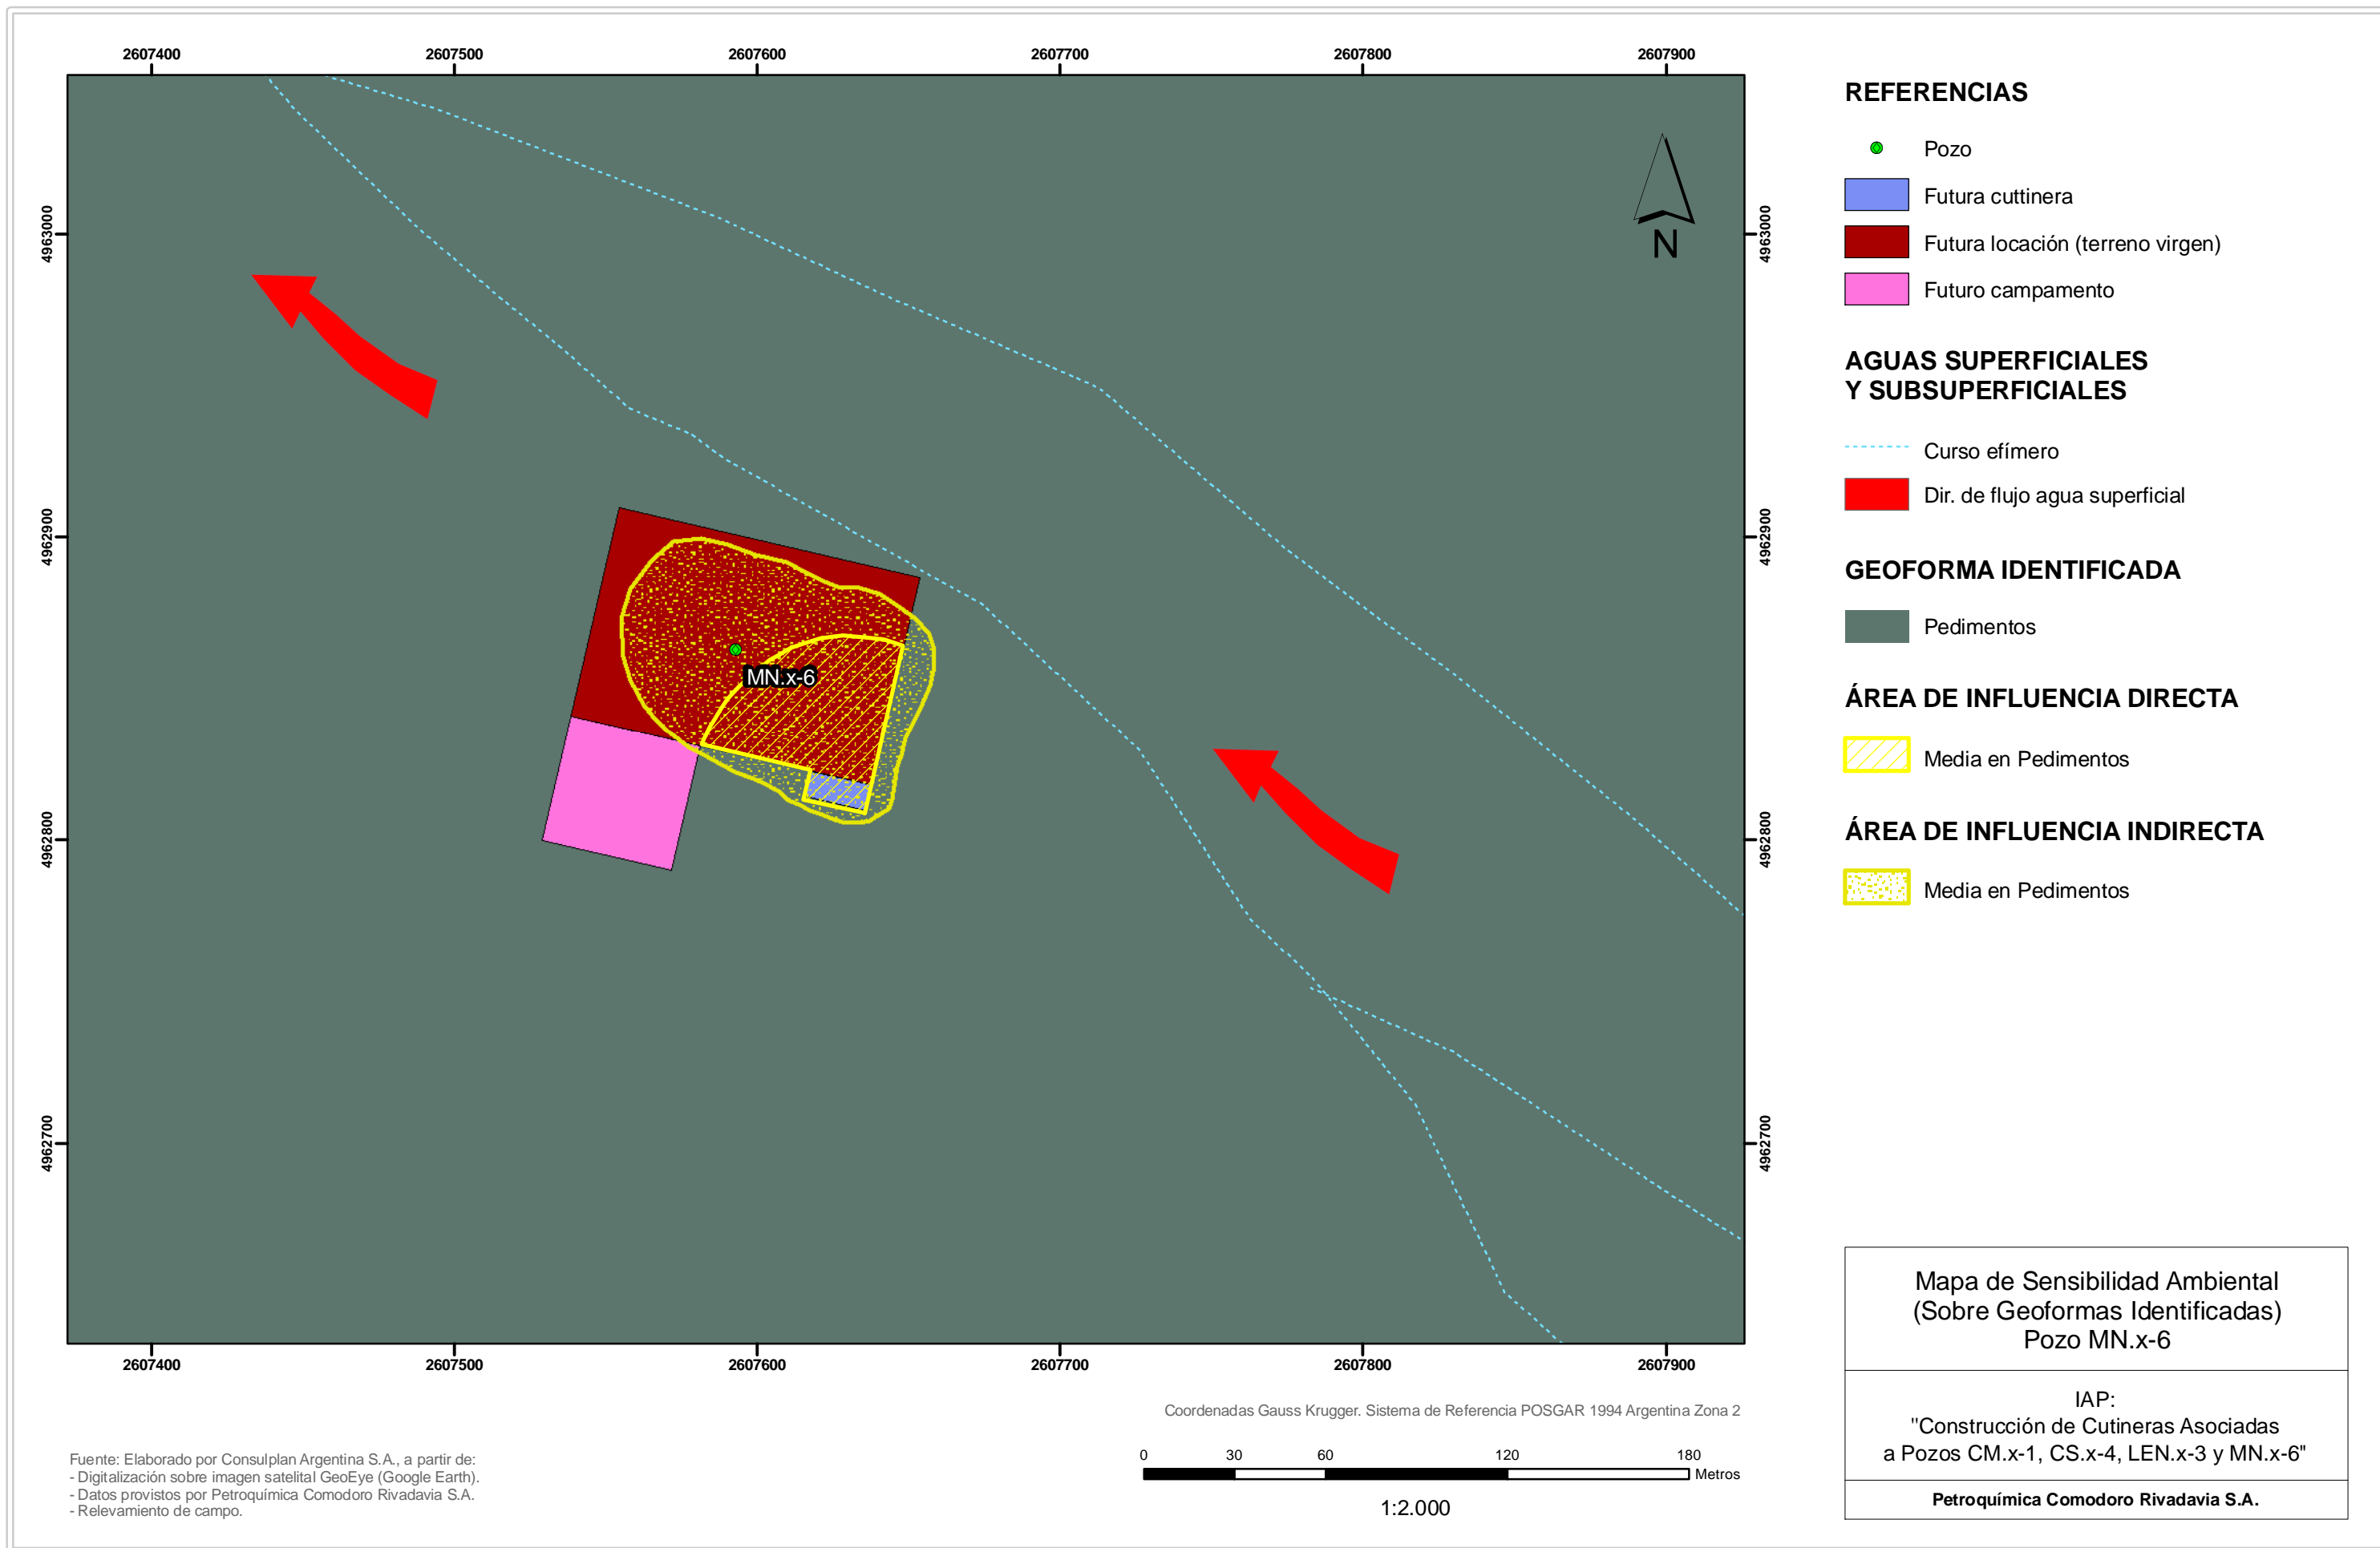 2607400
2607500
2607600
2607700
2607800
2607900
4963000
4962900
4962800
4962700
4963000
4962900
4962800
4962700
N
MN.x-6
2607400
2607500
2607600
2607700
2607800
2607900
REFERENCIAS
Pozo
Futura cuttinera
Futura locación (terreno virgen)
Futuro campamento
AGUAS SUPERFICIALES
Y SUBSUPERFICIALES
Curso efímero
Dir. de flujo agua superficial
GEOFORMA IDENTIFICADA
Pedimentos
ÁREA DE INFLUENCIA DIRECTA
Media en Pedimentos
ÁREA DE INFLUENCIA INDIRECTA
Media en Pedimentos
Coordenadas Gauss Krugger. Sistema de Referencia POSGAR 1994 Argentina Zona 2
0 30 60 120 180
Metros
1:2.000
Fuente: Elaborado por Consulplan Argentina S.A., a partir de:
- Digitalización sobre imagen satelital GeoEye (Google Earth).
- Datos provistos por Petroquímica Comodoro Rivadavia S.A.
- Relevamiento de campo.
Mapa de Sensibilidad Ambiental
(Sobre Geoformas Identificadas)
Pozo MN.x-6
IAP:
"Construcción de Cutineras Asociadas
a Pozos CM.x-1, CS.x-4, LEN.x-3 y MN.x-6"
Petroquímica Comodoro Rivadavia S.A.